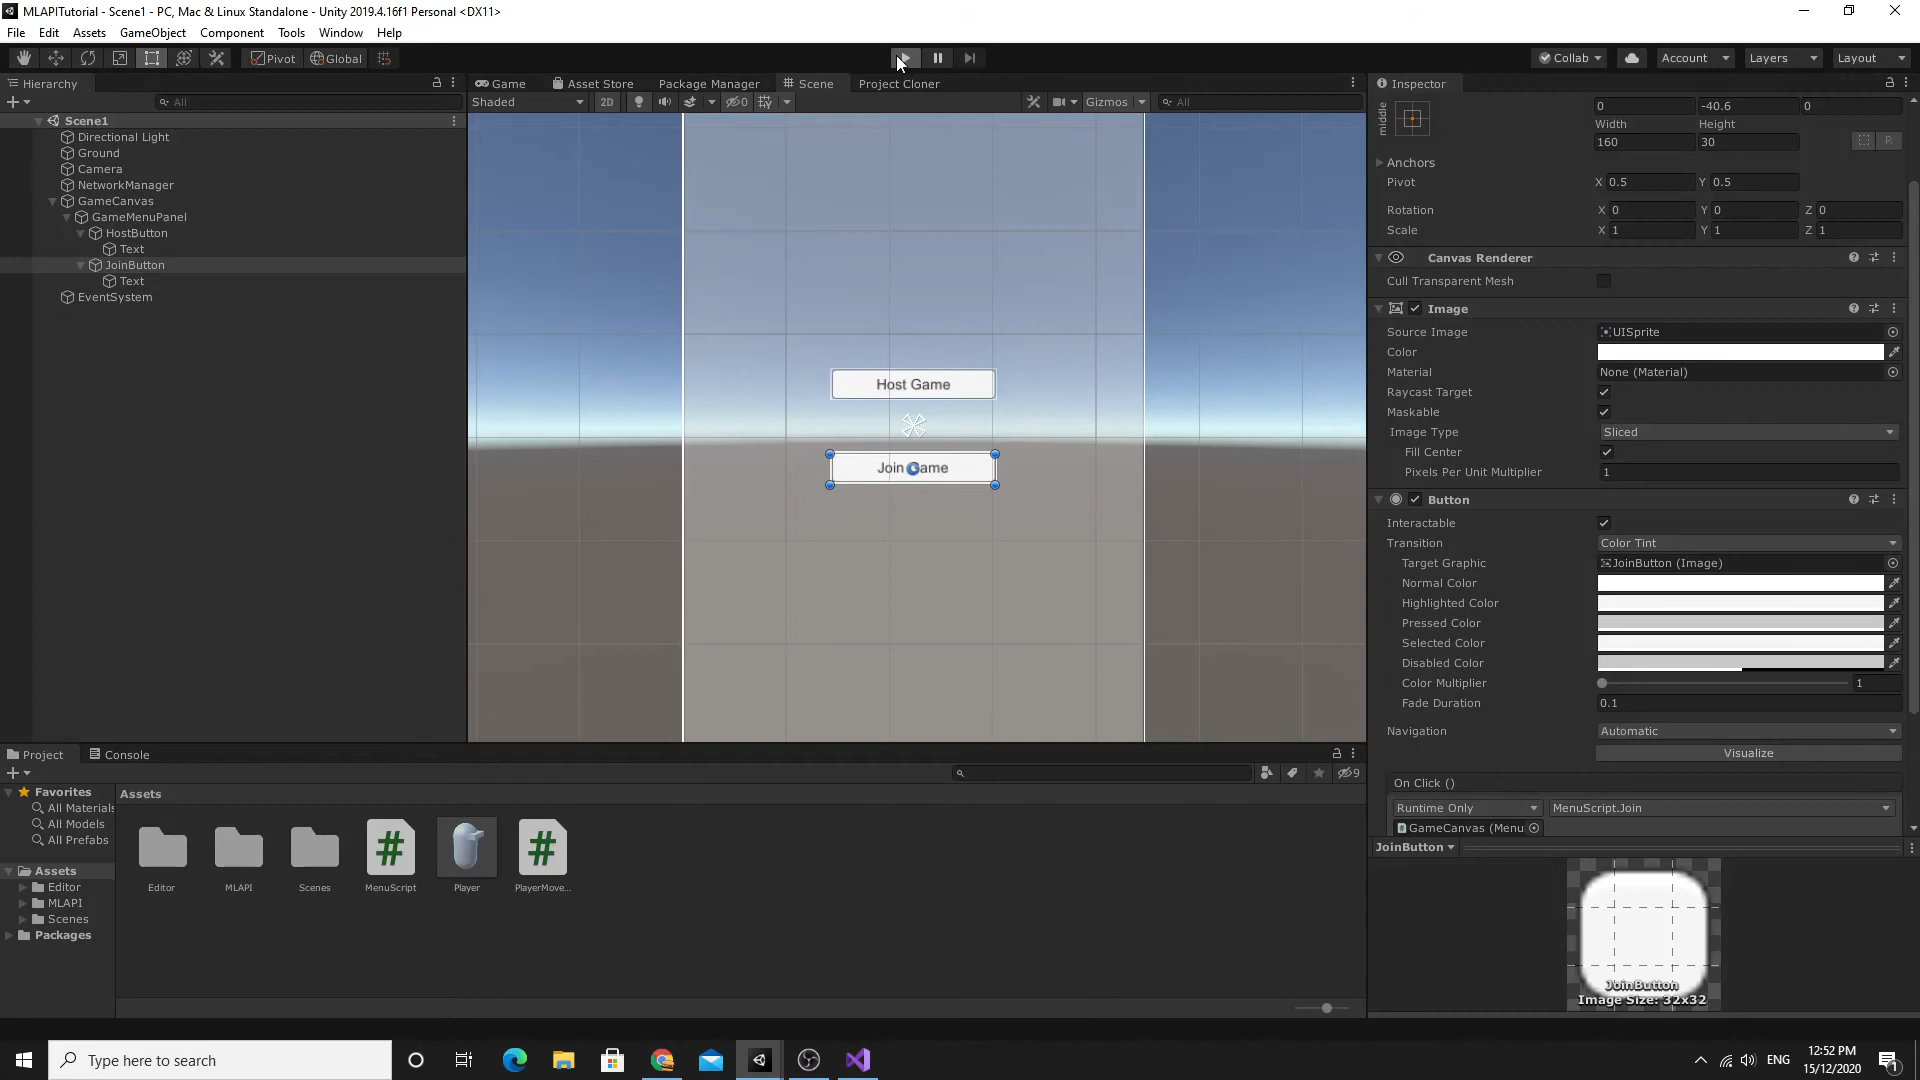 MLAPITutorial - Scene1 - PC, Mac & Linux Standalone - Unity 2019.4.16f1 Personal <DX11>
File Edit Assets GameObject Component Tools Window Help
Pivot Global Collab Account Layers Layout
Hierarchy
All
Scene1
Directional Light
Ground
Camera
NetworkManager
GameCanvas
GameMenuPanel
HostButton
Text
JoinButton
Text
EventSystem
Game Asset Store Package Manager Scene Project Cloner
Shaded 2D 0 Gizmos All
Host Game
Join Game
Inspector
middle
0 -40.6 0
Width Height
160 30
R
Anchors
Pivot X 0.5 Y 0.5
Rotation X 0 Y 0 Z 0
Scale X 1 Y 1 Z 1
Canvas Renderer
Cull Transparent Mesh
Image
Source Image UISprite
Color
Material None (Material)
Raycast Target
Maskable
Image Type Sliced
Fill Center
Pixels Per Unit Multiplier 1
Button
Interactable
Transition Color Tint
Target Graphic JoinButton (Image)
Normal Color
Highlighted Color
Pressed Color
Selected Color
Disabled Color
Color Multiplier 1
Fade Duration 0.1
Navigation Automatic
Visualize
On Click ()
Runtime Only MenuScript.Join
GameCanvas (Menu
JoinButton
JoinButton
Image Size: 32x32
Project Console
9
Favorites
All Materials
All Models
All Prefabs
Assets
Editor
MLAPI
Scenes
Packages
Assets
Editor MLAPI Scenes MenuScript Player PlayerMove...
Type here to search
ENG
12:52 PM
15/12/2020
1